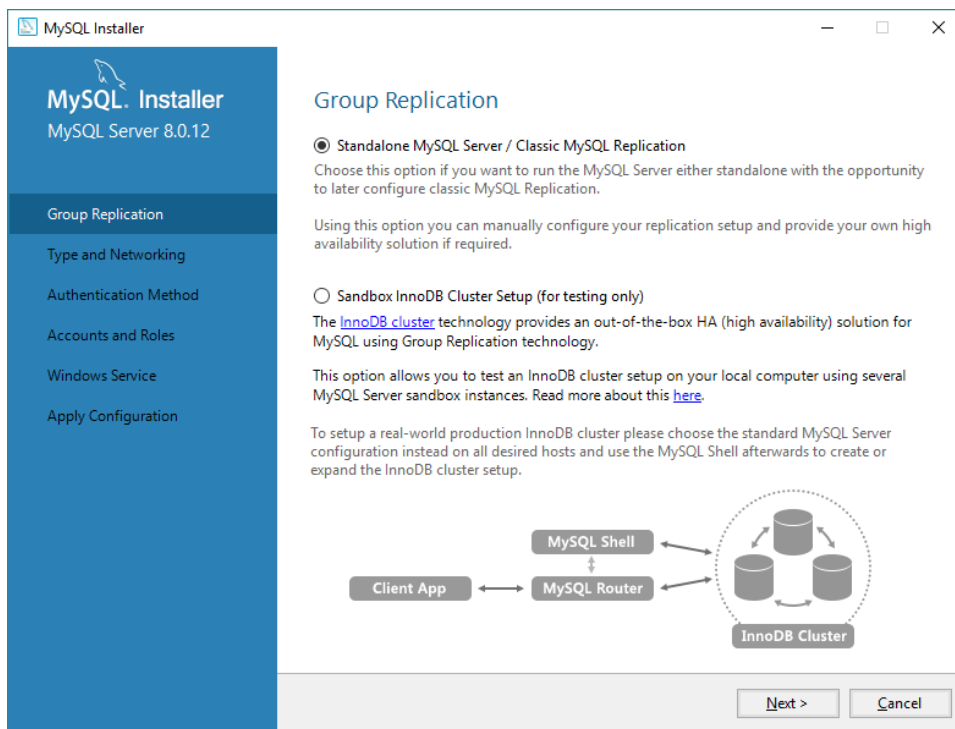 MySQL Installer
MySQL. Installer
MySQL Server 8.0.12
Group Replication
Type and Networking
Authentication Method
Accounts and Roles
Windows Service
Apply Configuration
Group Replication
Standalone MySQL Server / Classic MySQL Replication
Choose this option if you want to run the MySQL Server either standalone with the opportunity
to later configure classic MySQL Replication.
Using this option you can manually configure your replication setup and provide your own high
availability solution if required.
Sandbox InnoDB Cluster Setup (for testing only)
The InnoDB cluster technology provides an out-of-the-box HA (high availability) solution for
MySQL using Group Replication technology.
This option allows you to test an InnoDB cluster setup on your local computer using several
MySQL Server sandbox instances. Read more about this here.
To setup a real-world production InnoDB cluster please choose the standard MySQL Server
configuration instead on all desired hosts and use the MySQL Shell afterwards to create or
expand the InnoDB cluster setup.
MySQL Shell
Client App
MySQL Router
InnoDB Cluster
Next >
Cancel